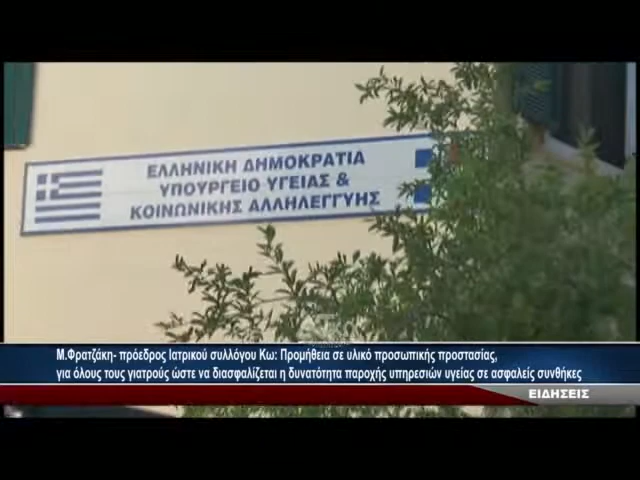 ΕΛΛΗΝΙΚΗ ΔΗΜΟΚΡΑΤΙΑ
ΥΠΟΥΡΓΕΙΟ ΥΓΕΙΑΣ &
ΚΟΙΝΩΝΙΚΗΣ ΑΛΛΗΛΕΓΓΥΗΣ
Μ.Φρατζάκη- πρόεδρος Ιατρικού συλλόγου Κω: Προμήθεια σε υλικό προσωπικής προστασίας,
για όλους τους γιατρούς ώστε να διασφαλίζεται η δυνατότητα παροχής υπηρεσιών υγείας σε ασφαλείς συνθήκες
ΕΙΔΗΣΕΙΣ